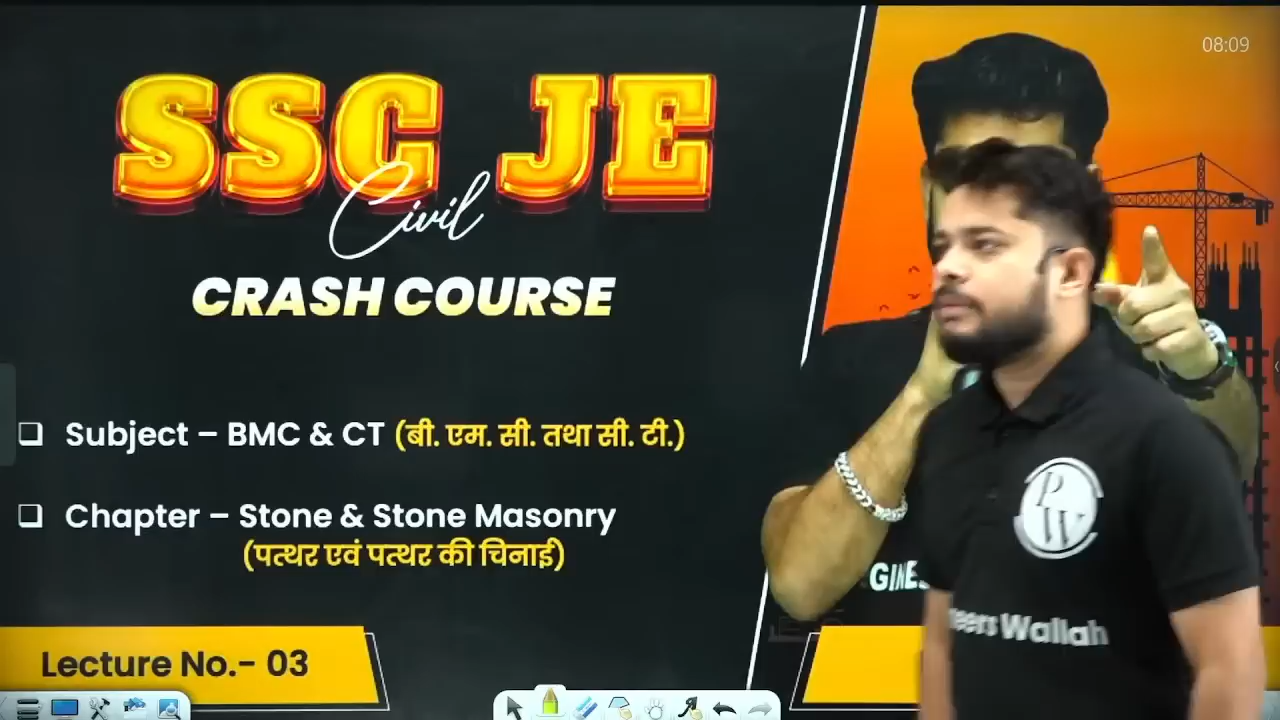 08:09
SSC JE
Civil
CRASH COURSE
❑ Subject – BMC & CT (बी. एम. सी. तथा सी. टी.)
❑ Chapter – Stone & Stone Masonry
(पत्थर एवं पत्थर की चिनाई)
Lecture No.- 03
PW
Wallah